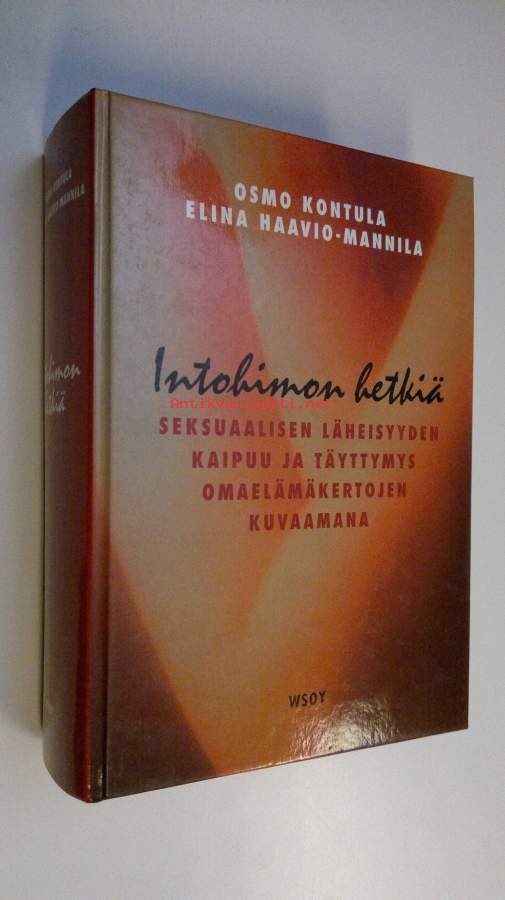 OSMO KONTULA
ELINA HAAVIO-MANNILA
Intohimon hetkiä
Antikvariaatti.net
SEKSUAALISEN LÄHEISYYDEN
KAIPUU JA TÄYTTYMYS
OMAELÄMÄKERTOJEN
KUVAAMANA
WSOY